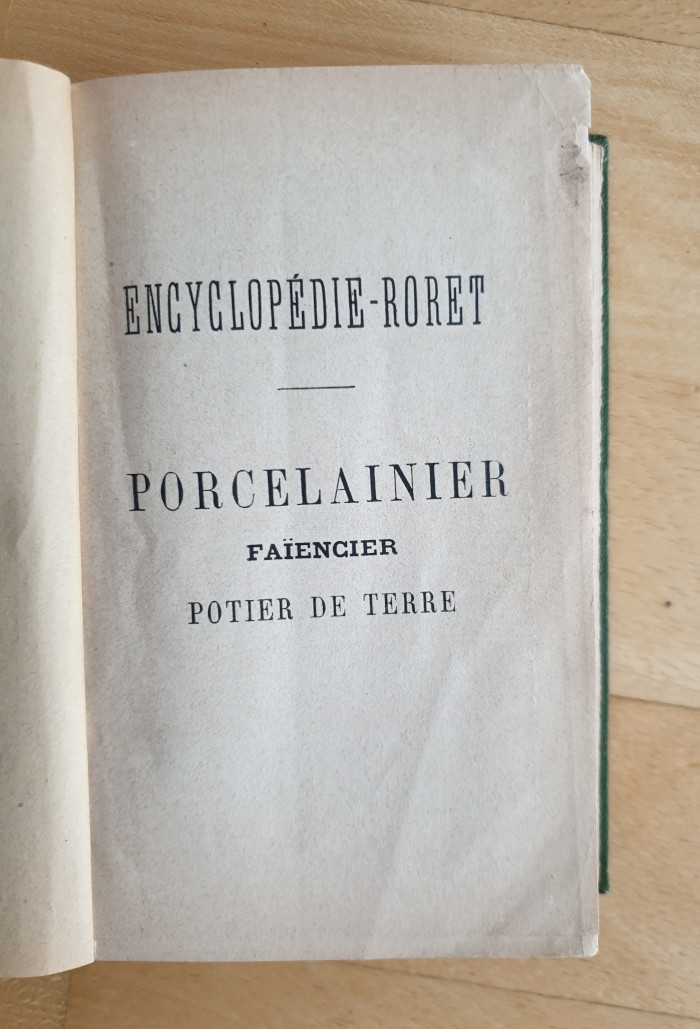 ENCYCLOPÉDIE-RORET
PORCELAINIER
FAÏENCIER
POTIER DE TERRE